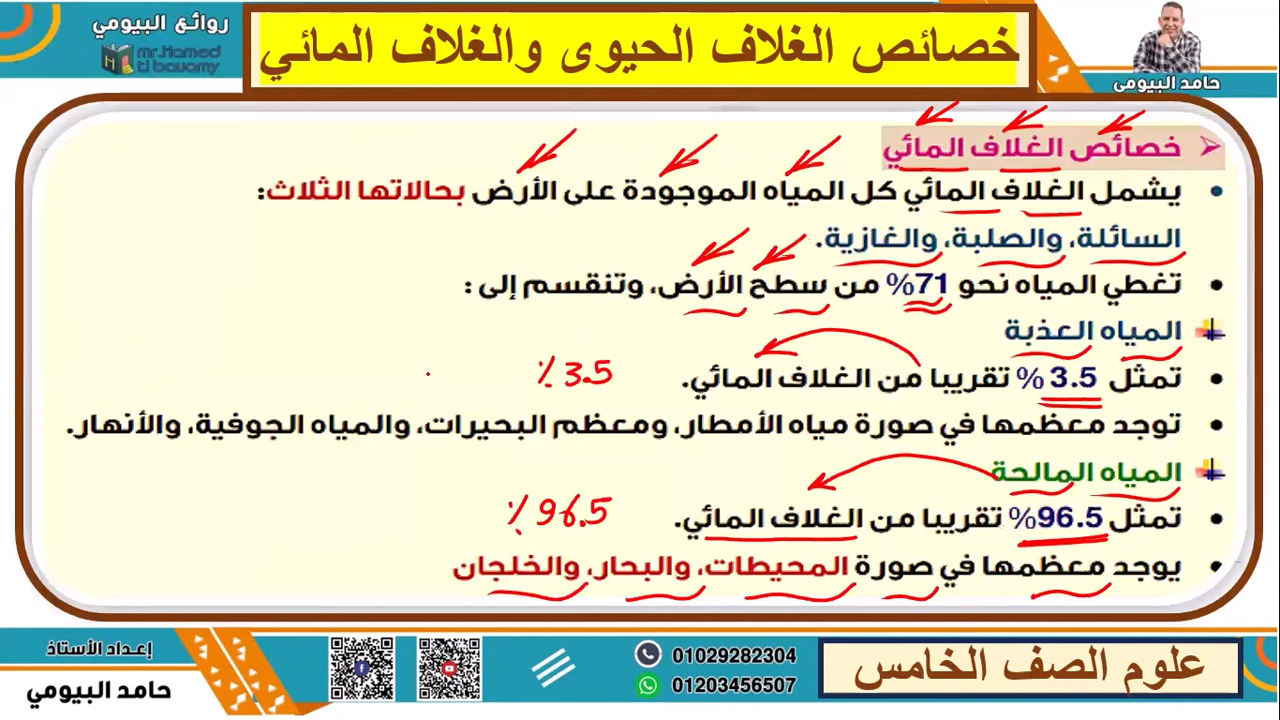 روائع البيومي
mr.Hamed
El bauomy
خصائص الغلاف الحيوى والغلاف المائي
حامد البيومى
خصائص الغلاف المائي
يشمل الغلاف المائي كل المياه الموجودة على الأرض بحالاتها الثلاث:
السائلة، والصلبة، والغازية.
تغطي المياه نحو 71% من سطح الأرض، وتنقسم إلى :
المياه العذبة
تمثل 3.5 % تقريبا من الغلاف المائي.
٪3.5
توجد معظمها في صورة مياه الأمطار، ومعظم البحيرات، والمياه الجوفية، والأنهار.
المياه المالحة
تمثل 96.5% تقريبا من الغلاف المائي.
٪96.5
يوجد معظمها في صورة المحيطات، والبحار، والخلجان
إعداد الأستاذ
حامد البيومي
01029282304
01203456507
علوم الصف الخامس